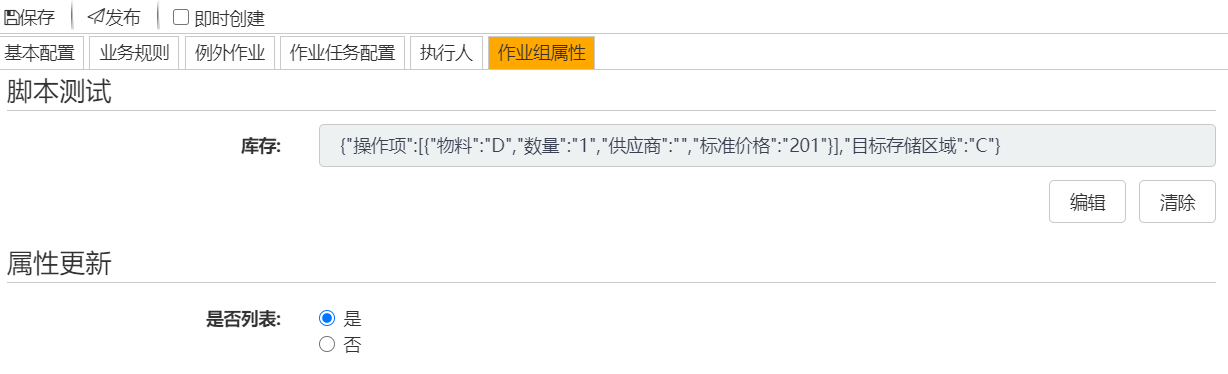 保存 发布 即时创建
基本配置 业务规则 例外作业 作业任务配置 执行人 作业组属性
脚本测试
库存: {"操作项":[{"物料":"D","数量":"1","供应商":"","标准价格":"201"}],"目标存储区域":"C"}
编辑 清除
属性更新
是否列表: 是
否